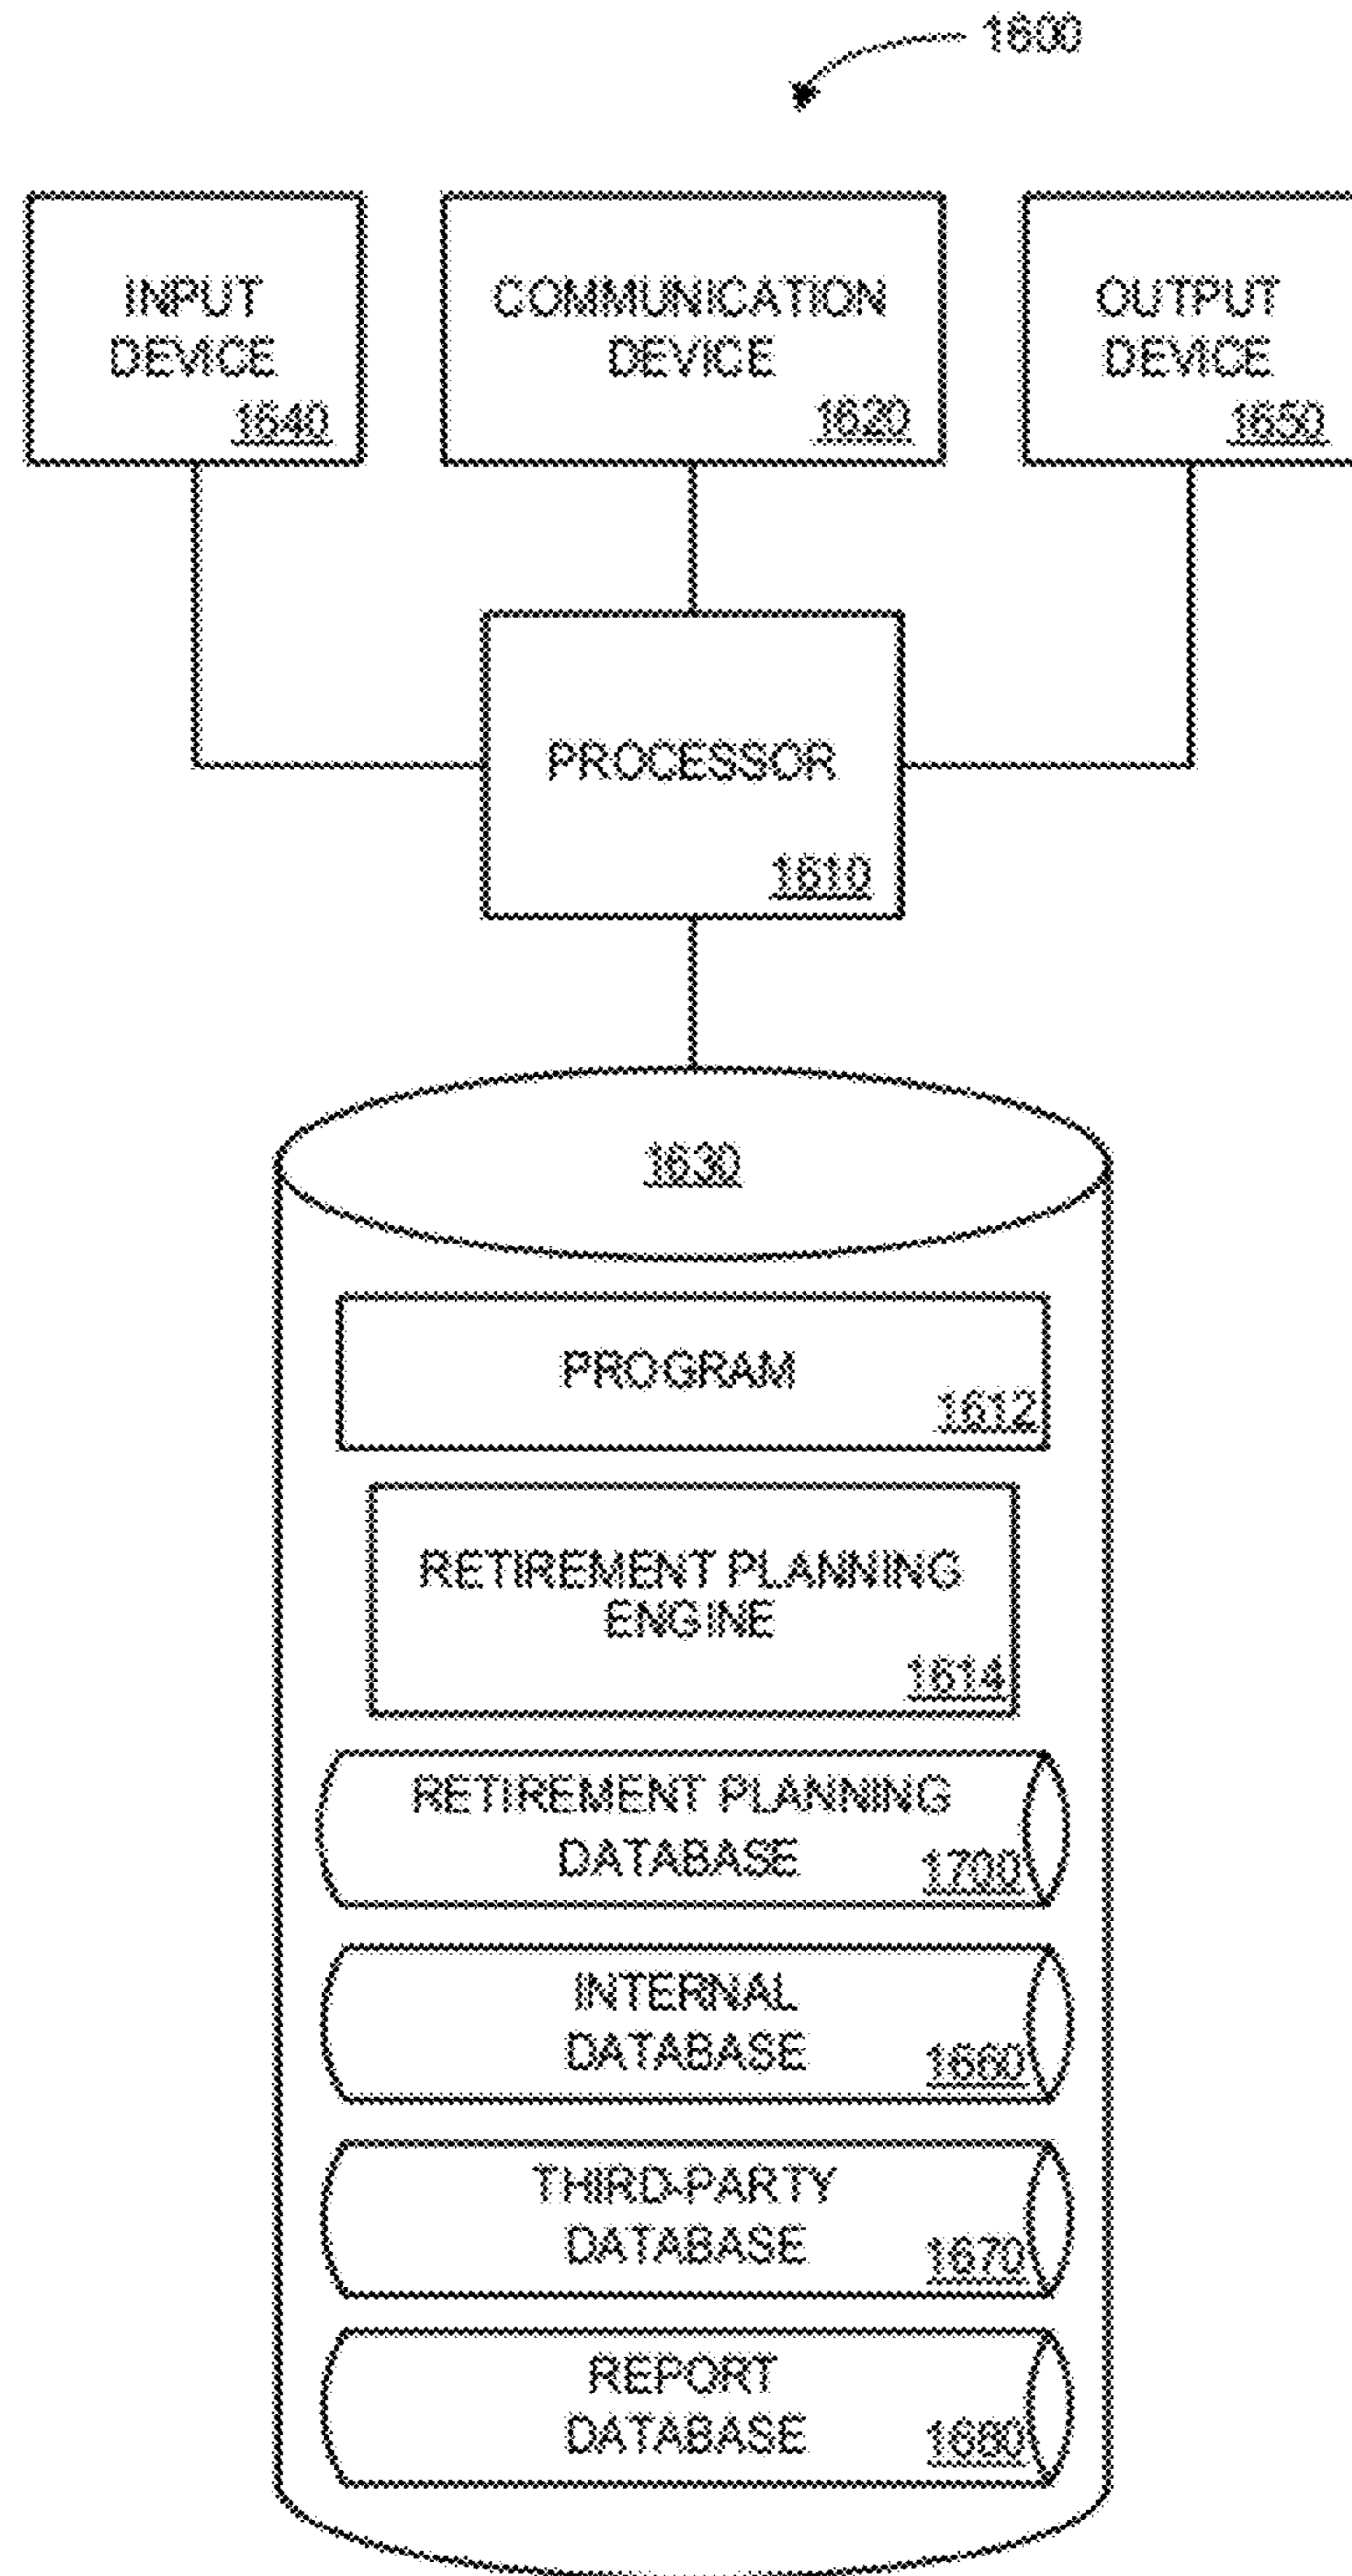 1600
INPUT
DEVICE
1640
COMMUNICATION
DEVICE
1620
OUTPUT
DEVICE
1650
PROCESSOR
1610
1630
PROGRAM
1612
RETIREMENT PLANNING
ENGINE
1614
RETIREMENT PLANNING
DATABASE
1700
INTERNAL
DATABASE
1660
THIRD-PARTY
DATABASE
1670
REPORT
DATABASE
1680